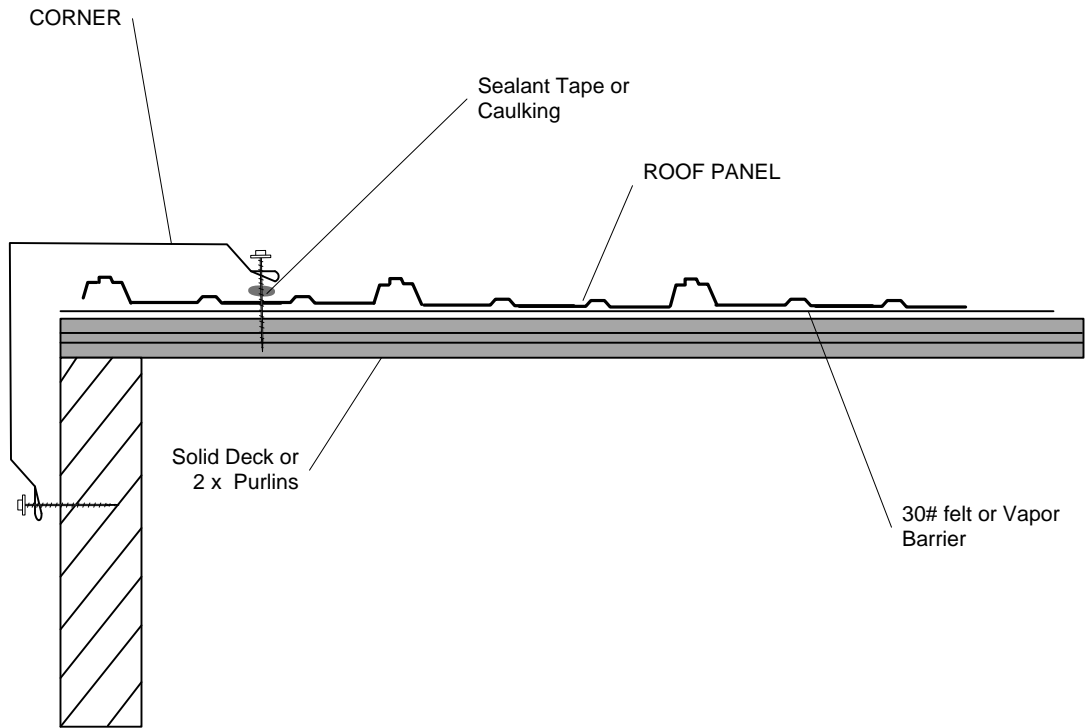 CORNER
Sealant Tape or
Caulking
ROOF PANEL
Solid Deck or
2 x Purlins
30# felt or Vapor
Barrier